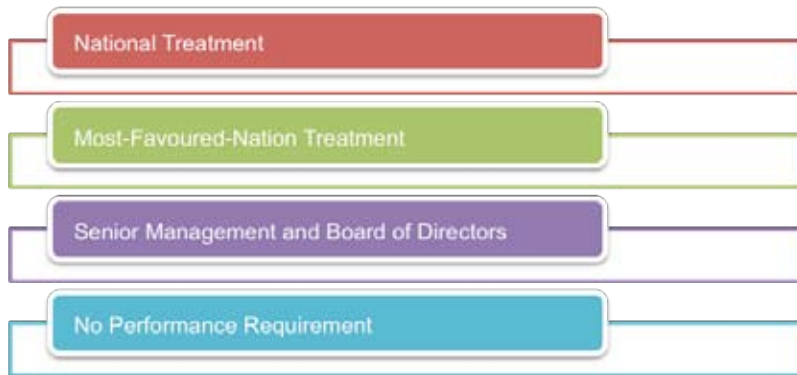 National Treatment
Most-Favoured-Nation Treatment
Senior Management and Board of Directors
No Performance Requirement